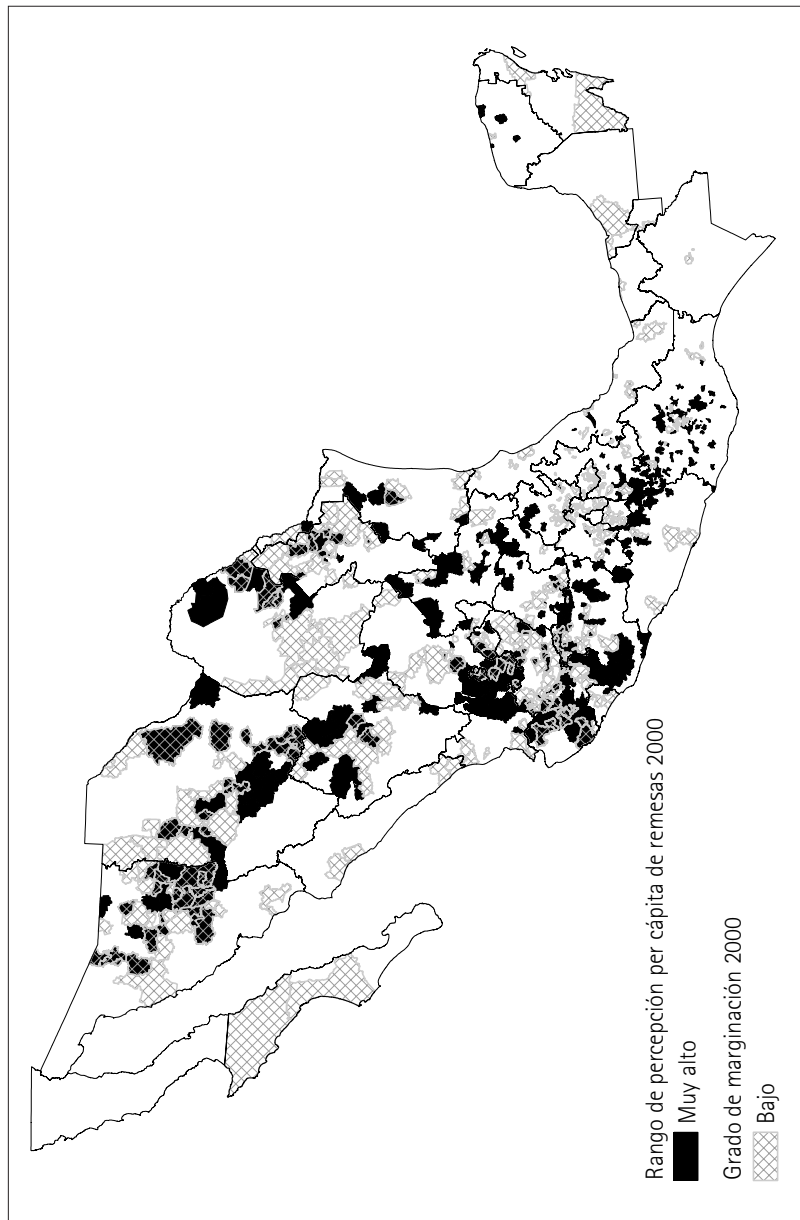 Rango de percepción per cápita de remesas 2000
Muy alto
Grado de marginación 2000
Bajo